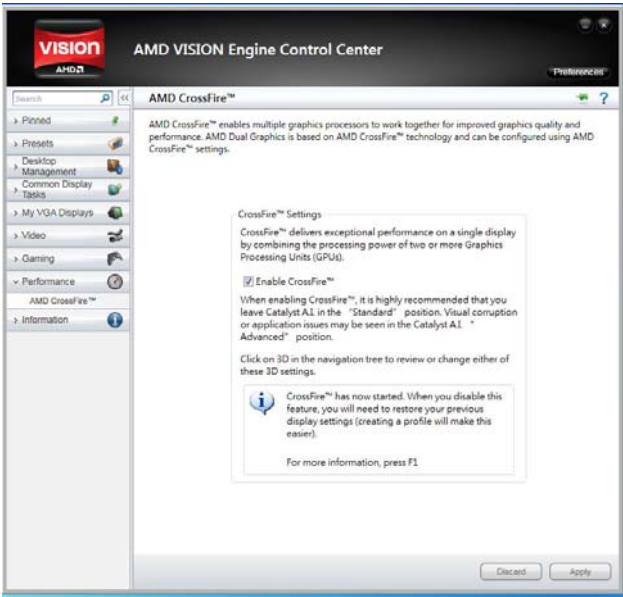 VISION
AMD
AMD VISION Engine Control Center
Preferences
Search
AMD CrossFire™
?
Pinned
AMD CrossFire™ enables multiple graphics processors to work together for improved graphics quality and
performance. AMD Dual Graphics is based on AMD CrossFire™ technology and can be configured using AMD
CrossFire™ settings.
Presets
Desktop
Management
Common Display
Tasks
My VGA Displays
Video
Gaming
Performance
AMD CrossFire™
Information
CrossFire™ Settings
CrossFire™ delivers exceptional performance on a single display
by combining the processing power of two or more Graphics
Processing Units (GPUs).
Enable CrossFire™
When enabling CrossFire™, it is highly recommended that you
leave Catalyst A.I. in the "Standard" position. Visual corruption
or application issues may be seen in the Catalyst A.I. "
Advanced" position.
Click on 3D in the navigation tree to review or change either of
these 3D settings.
CrossFire™ has now started. When you disable this
feature, you will need to restore your previous
display settings (creating a profile will make this
easier).
For more information, press F1
Discard
Apply